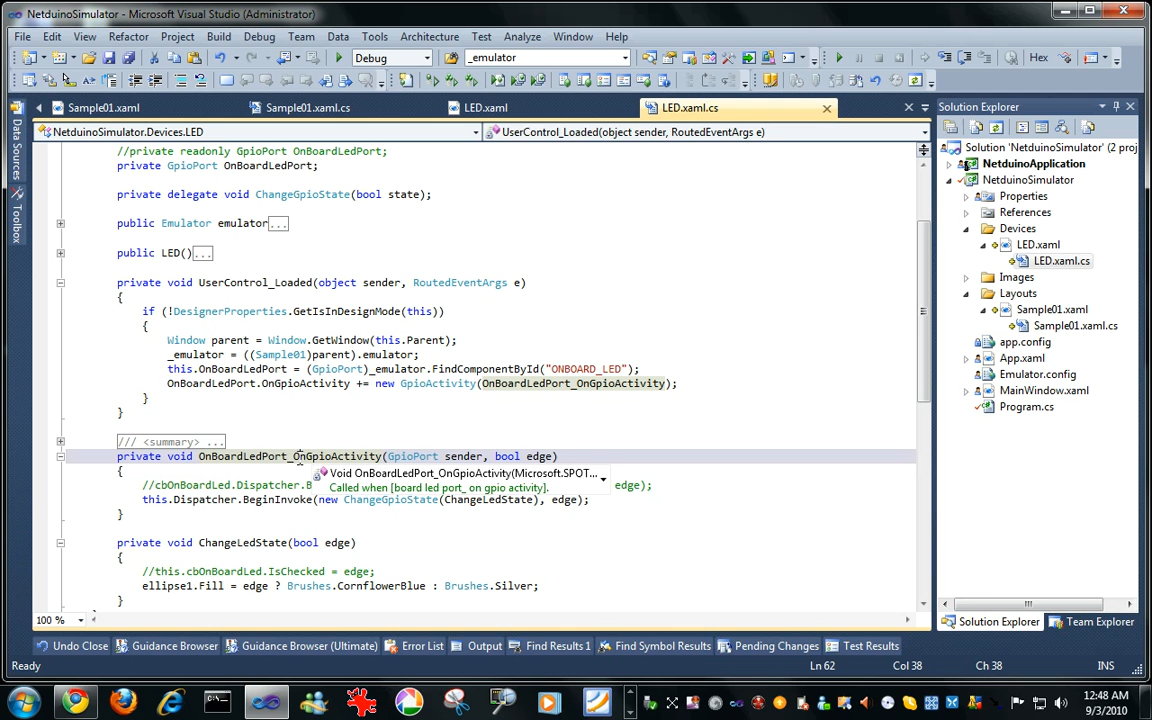 NetduinoSimulator - Microsoft Visual Studio (Administrator)
File Edit View Refactor Project Build Debug Team Data Tools Architecture Test Analyze Window Help
Debug _emulator Hex
Sample01.xaml Sample01.xaml.cs LED.xaml LED.xaml.cs
NetduinoSimulator.Devices.LED UserControl_Loaded(object sender, RoutedEventArgs e)
Data Sources
Toolbox
//private readonly GpioPort OnBoardLedPort;
private GpioPort OnBoardLedPort;
private delegate void ChangeGpioState(bool state);
public Emulator emulator...
public LED()...
private void UserControl_Loaded(object sender, RoutedEventArgs e)
{
if (!DesignerProperties.GetIsInDesignMode(this))
{
Window parent = Window.GetWindow(this.Parent);
_emulator = ((Sample01)parent).emulator;
this.OnBoardLedPort = (GpioPort)_emulator.FindComponentById("ONBOARD_LED");
OnBoardLedPort.OnGpioActivity += new GpioActivity(OnBoardLedPort_OnGpioActivity);
}
}
/// <summary> ...
private void OnBoardLedPort_OnGpioActivity(GpioPort sender, bool edge)
{
Void OnBoardLedPort_OnGpioActivity(Microsoft.SPOT...
Called when [board led port_ on gpio activity].
//cbOnBoardLed.Dispatcher.B edge);
this.Dispatcher.BeginInvoke(new ChangeGpioState(ChangeLedState), edge);
}
private void ChangeLedState(bool edge)
{
//this.cbOnBoardLed.IsChecked = edge;
ellipse1.Fill = edge ? Brushes.CornflowerBlue : Brushes.Silver;
}
100 %
Solution Explorer
Solution 'NetduinoSimulator' (2 proj
NetduinoApplication
NetduinoSimulator
Properties
References
Devices
LED.xaml
LED.xaml.cs
Images
Layouts
Sample01.xaml
Sample01.xaml.cs
app.config
App.xaml
Emulator.config
MainWindow.xaml
Program.cs
Solution Explorer Team Explorer
Undo Close Guidance Browser Guidance Browser (Ultimate) Error List Output Find Results 1 Find Symbol Results Pending Changes Test Results
Ready Ln 62 Col 38 Ch 38 INS
12:48 AM
9/3/2010